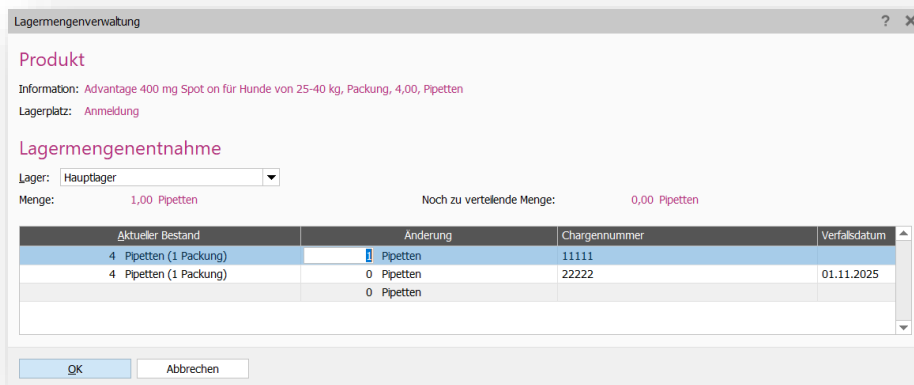 Lagermengenverwaltung ? ×
Produkt
Information: Advantage 400 mg Spot on für Hunde von 25-40 kg, Packung, 4,00, Pipetten
Lagerplatz: Anmeldung
Lagermengenentnahme
Lager: Hauptlager
Menge: 1,00 Pipetten Noch zu verteilende Menge: 0,00 Pipetten
Aktueller Bestand Änderung Chargennummer Verfallsdatum
4 Pipetten (1 Packung) 1 Pipetten 11111
4 Pipetten (1 Packung) 0 Pipetten 22222 01.11.2025
0 Pipetten
OK Abbrechen